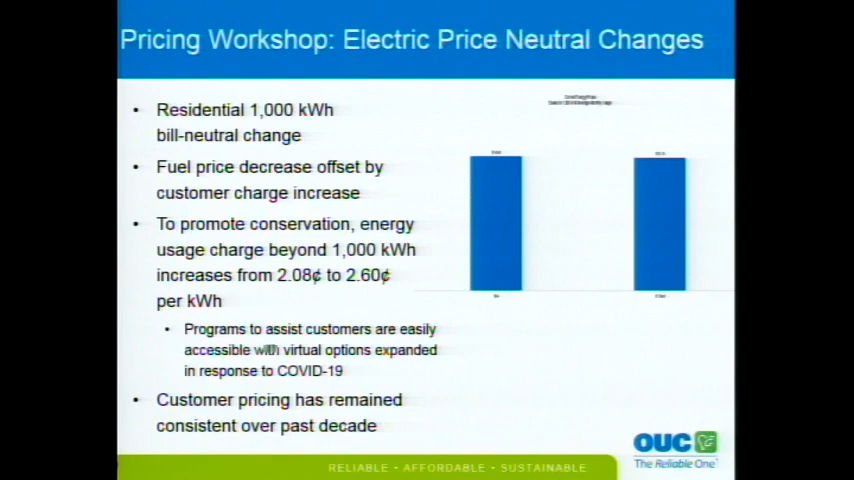 Pricing Workshop: Electric Price Neutral Changes
• Residential 1,000 kWh
bill-neutral change
• Fuel price decrease offset by
customer charge increase
• To promote conservation, energy
usage charge beyond 1,000 kWh
increases from 2.08¢ to 2.60¢
per kWh
• Programs to assist customers are easily
accessible with virtual options expanded
in response to COVID-19
• Customer pricing has remained
consistent over past decade
OUC
The Reliable One
RELIABLE • AFFORDABLE • SUSTAINABLE